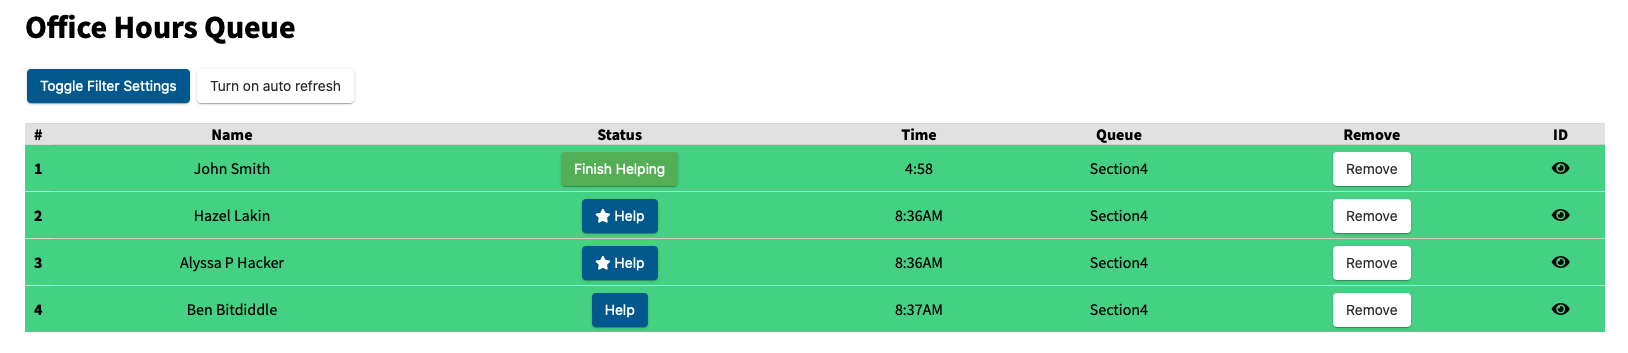 Office Hours Queue
Toggle Filter Settings Turn on auto refresh
# Name Status Time Queue Remove ID
1 John Smith Finish Helping 4:58 Section4 Remove
2 Hazel Lakin Help 8:36AM Section4 Remove
3 Alyssa P Hacker Help 8:36AM Section4 Remove
4 Ben Bitdiddle Help 8:37AM Section4 Remove